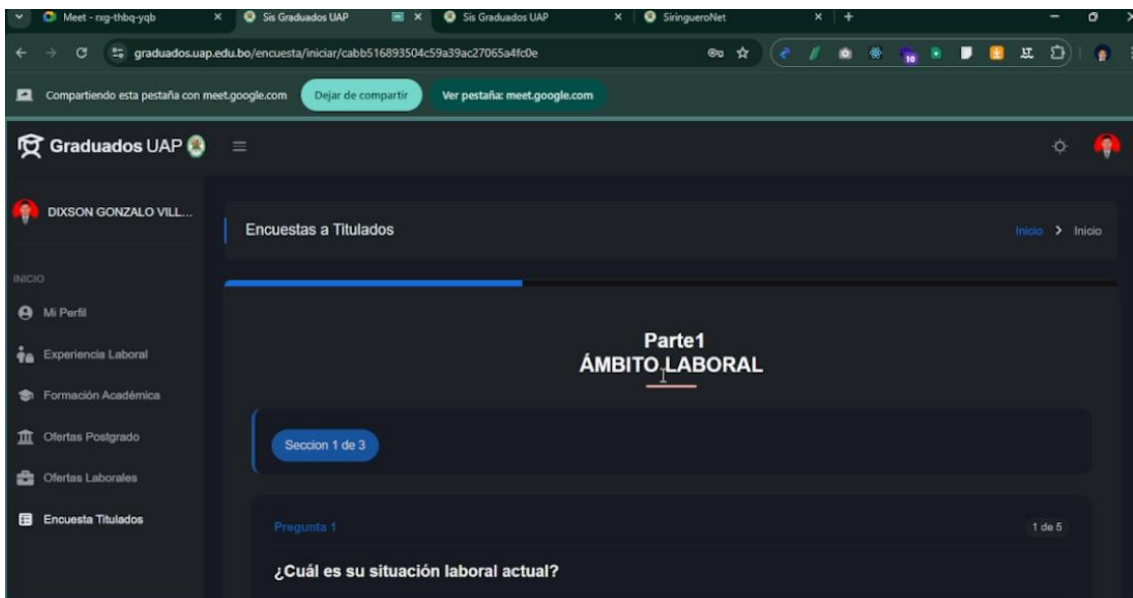 Meet - rxg-thbq-yqb
Sis Graduados UAP
Sis Graduados UAP
SiringueroNet
graduados.uap.edu.bo/encuesta/iniciar/cabb516893504c59a39ac27065a4fc0e
10
Compartiendo esta pestaña con meet.google.com
Dejar de compartir
Ver pestaña: meet.google.com
Graduados UAP
DIXSON GONZALO VILL...
Encuestas a Titulados
Inicio > Inicio
INICIO
Mi Perfil
Experiencia Laboral
Formación Académica
Ofertas Postgrado
Ofertas Laborales
Encuesta Titulados
Parte1
ÁMBITO LABORAL
Seccion 1 de 3
Pregunta 1
1 de 5
¿Cuál es su situación laboral actual?